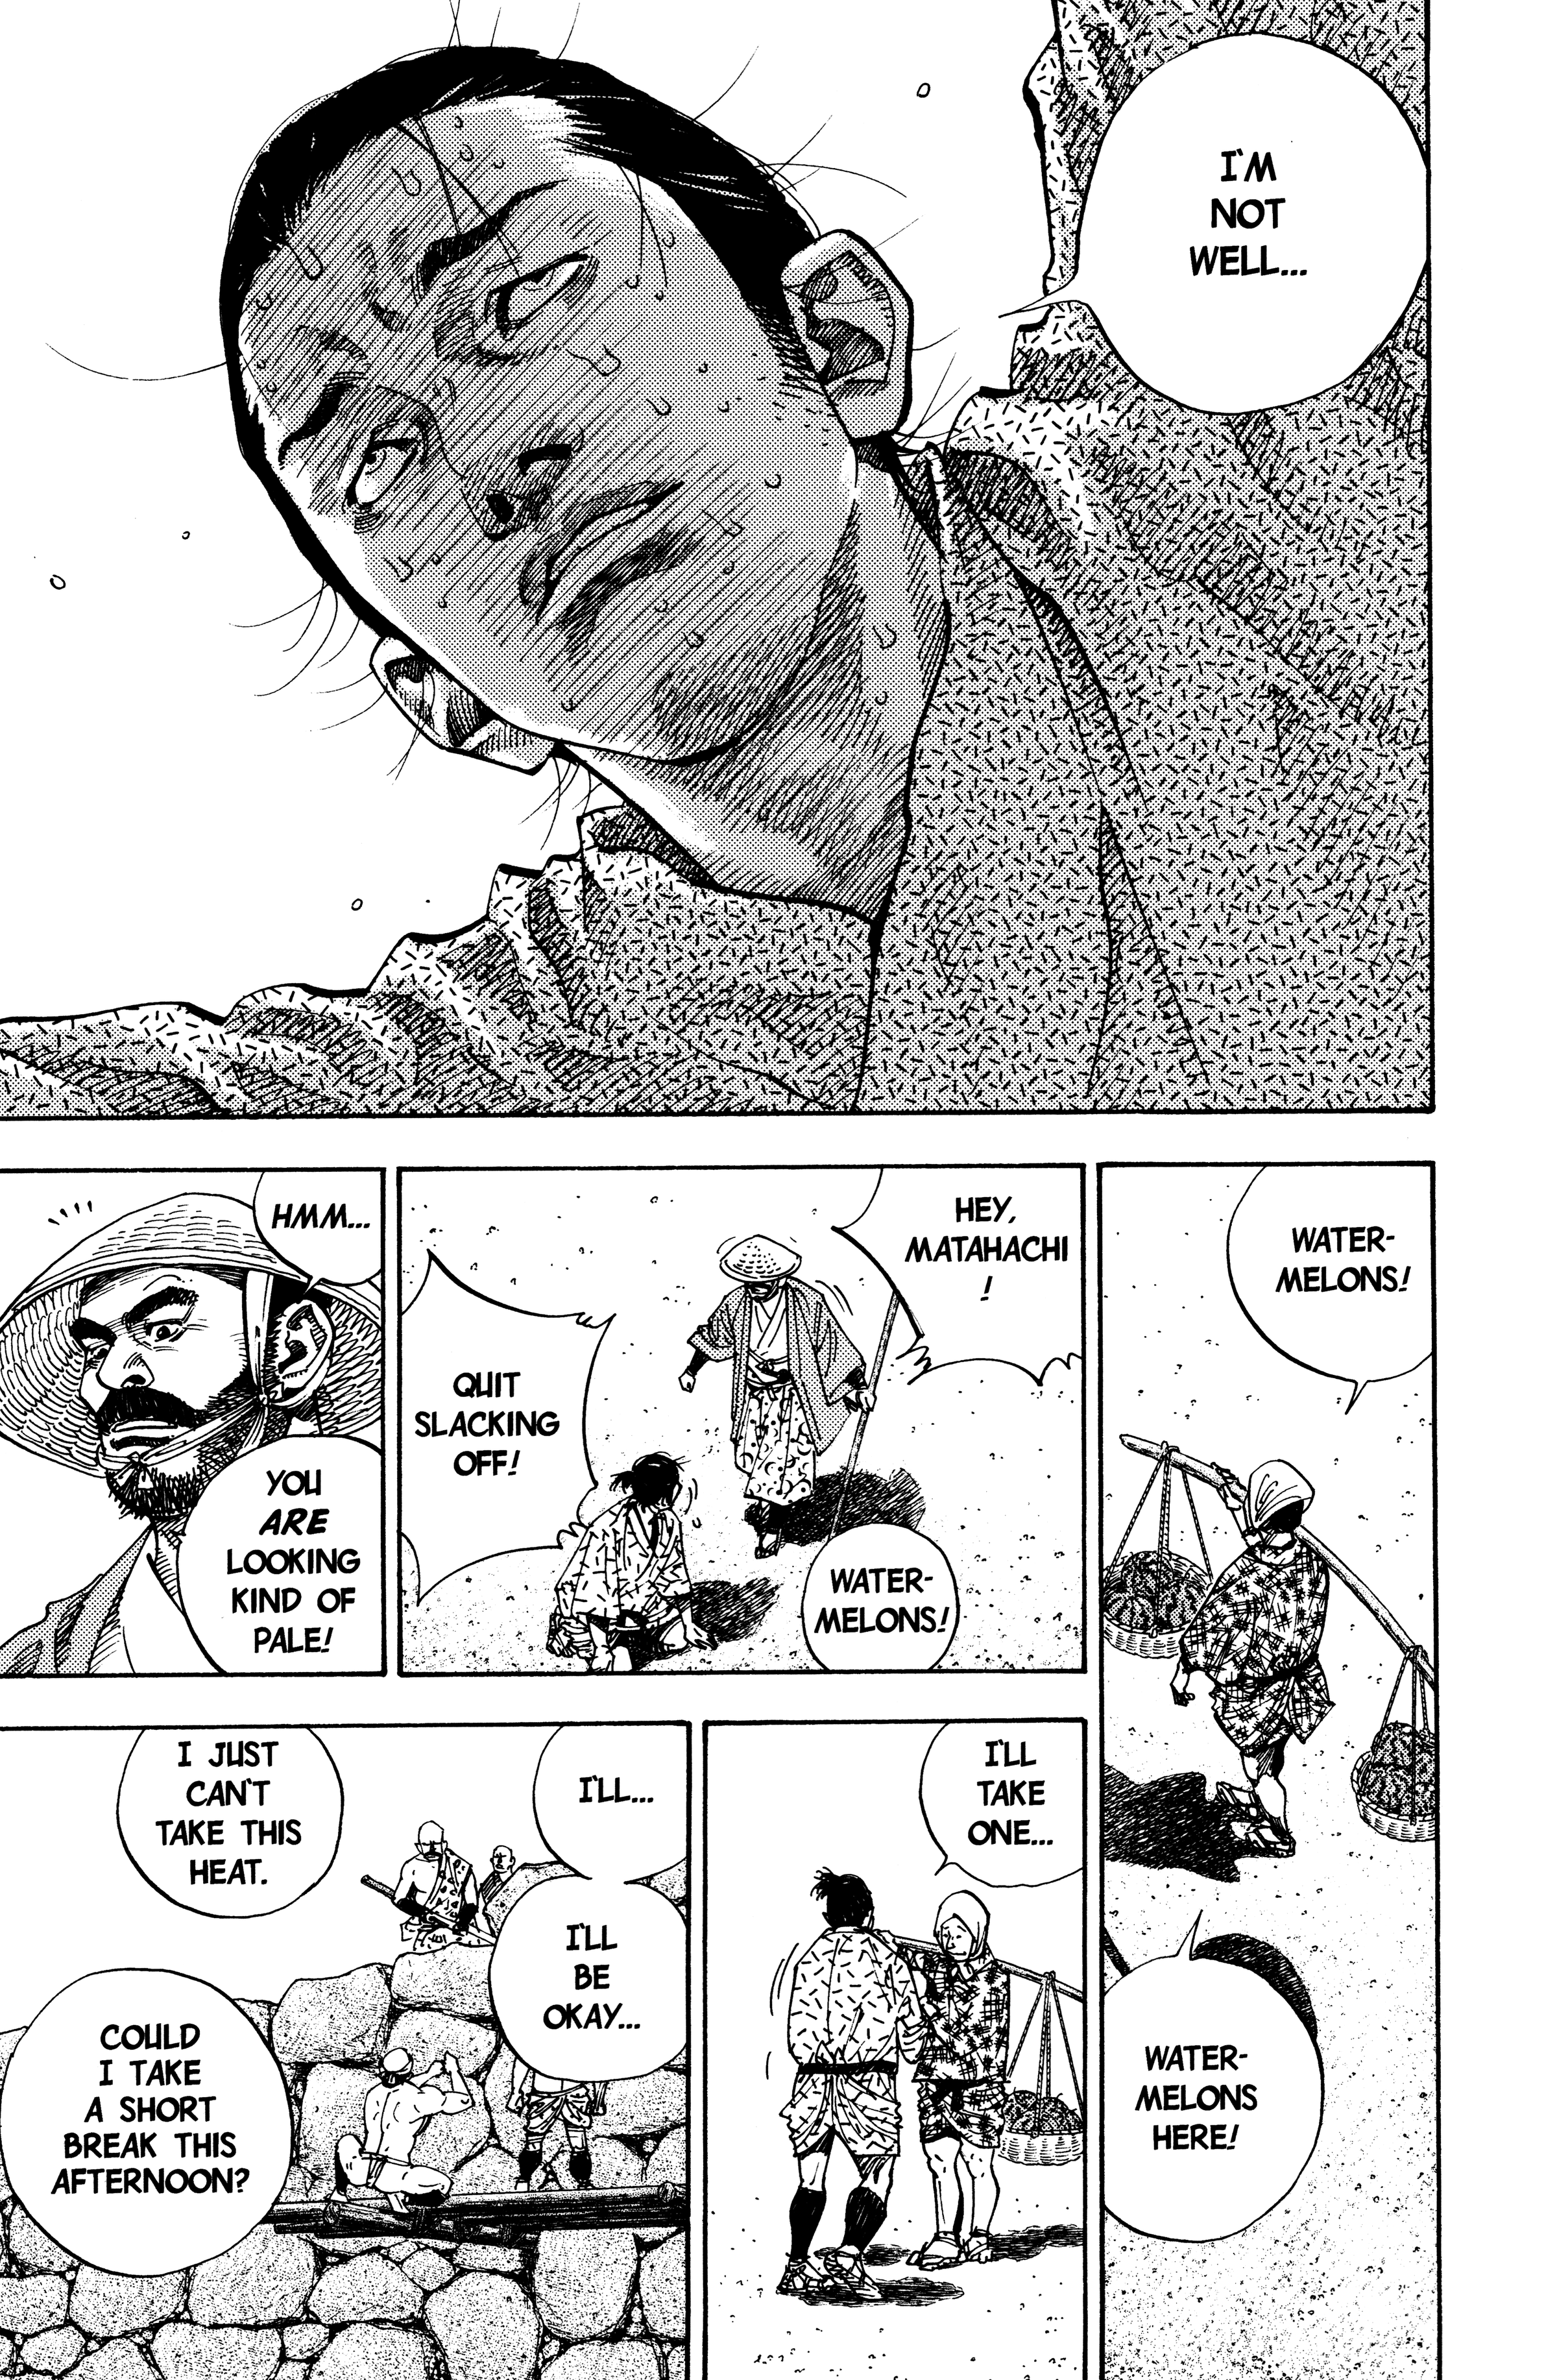 I'M
NOT
WELL...
WATER-
MELONS!
WATER-
MELONS
HERE!
HEY,
MATAHACHI
!
QUIT
SLACKING
OFF!
WATER-
MELONS!
HMM...
YOU
ARE
LOOKING
KIND OF
PALE!
I'LL
TAKE
ONE...
I'LL...
I'LL
BE
OKAY...
I JUST
CAN'T
TAKE THIS
HEAT.
COULD
I TAKE
A SHORT
BREAK THIS
AFTERNOON?